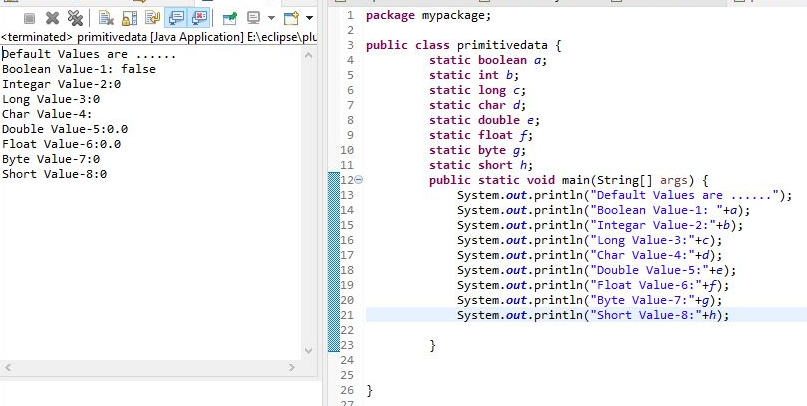 <terminated> primitivedata [Java Application] E:\eclipse\plu
Default Values are ......
Boolean Value-1: false
Integar Value-2:0
Long Value-3:0
Char Value-4:
Double Value-5:0.0
Float Value-6:0.0
Byte Value-7:0
Short Value-8:0
1 package mypackage;
2
3 public class primitivedata {
4 static boolean a;
5 static int b;
6 static long c;
7 static char d;
8 static double e;
9 static float f;
10 static byte g;
11 static short h;
12 public static void main(String[] args) {
13 System.out.println("Default Values are ......");
14 System.out.println("Boolean Value-1: "+a);
15 System.out.println("Integar Value-2:"+b);
16 System.out.println("Long Value-3:"+c);
17 System.out.println("Char Value-4:"+d);
18 System.out.println("Double Value-5:"+e);
19 System.out.println("Float Value-6:"+f);
20 System.out.println("Byte Value-7:"+g);
21 System.out.println("Short Value-8:"+h);
22
23 }
24
25
26 }
27